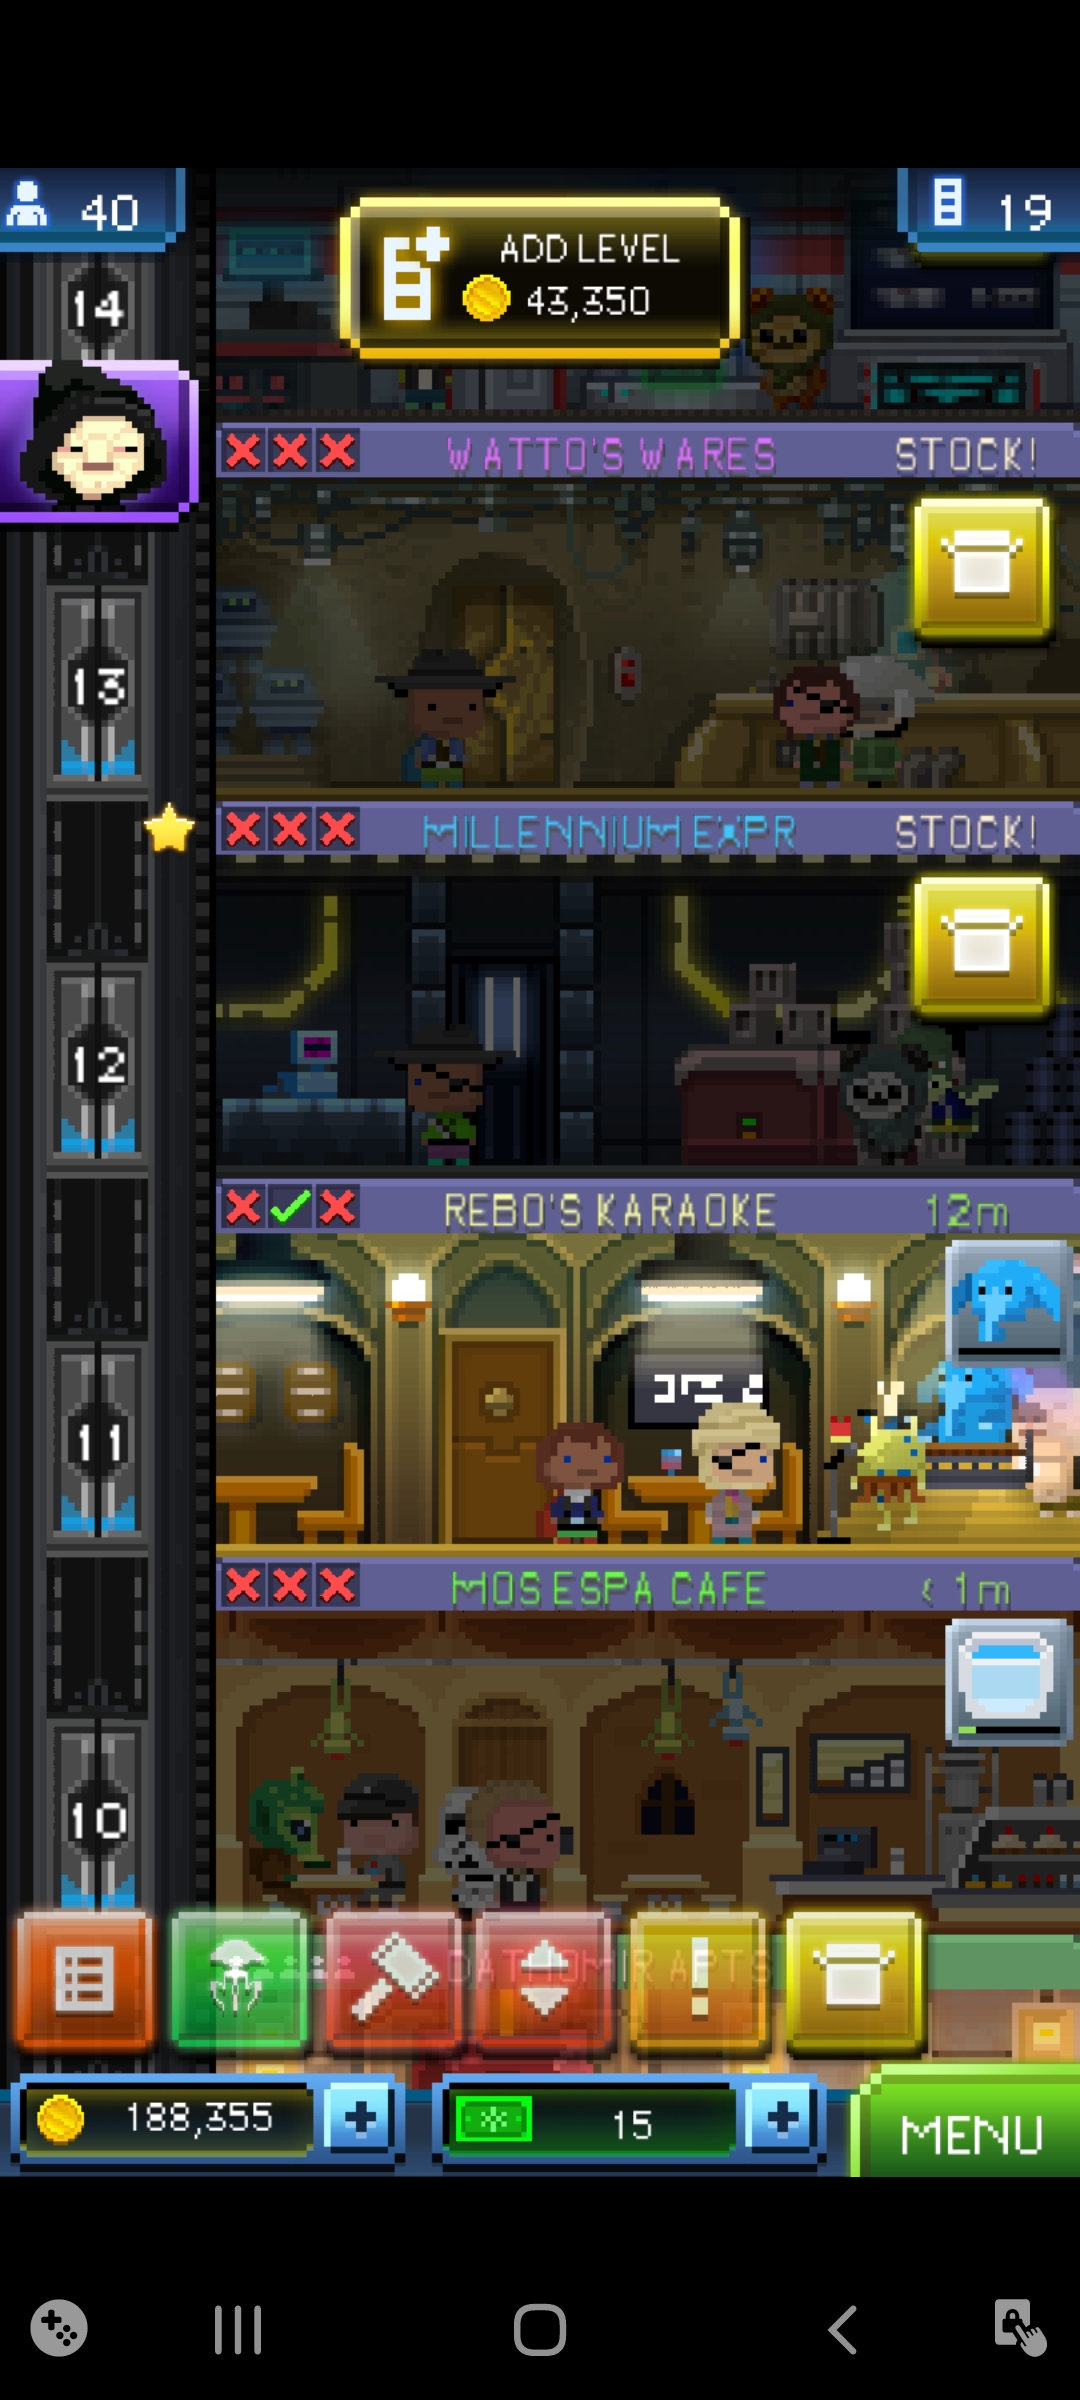 40
19
ADD LEVEL
43,350
14
WATTO'S WARES
STOCK!
13
MILLENNIUM EXPR
STOCK!
12
REBO'S KARAOKE
12m
11
MOS ESPA CAFE
< 1m
10
DATHOMIR APTS
188,355
15
MENU